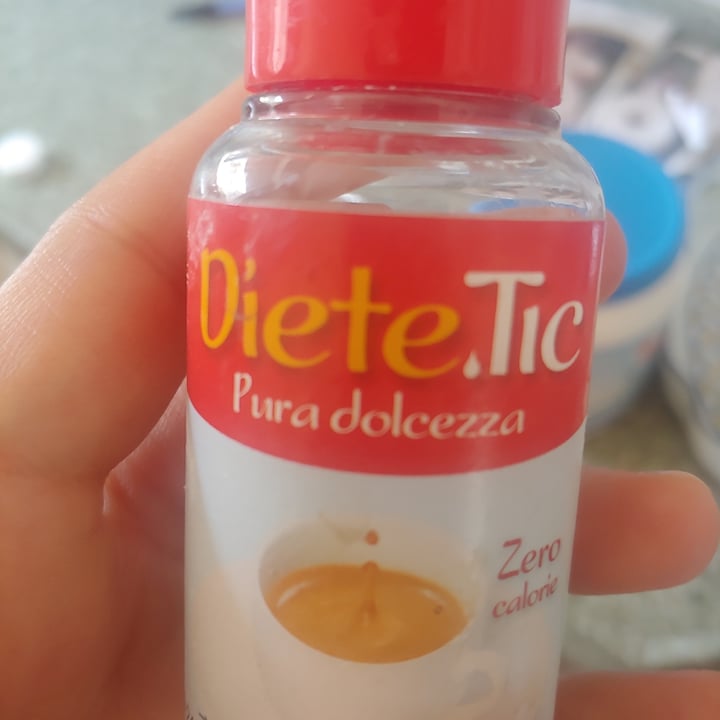 Diete.Tic
Pura dolcezza
Zero
calorie